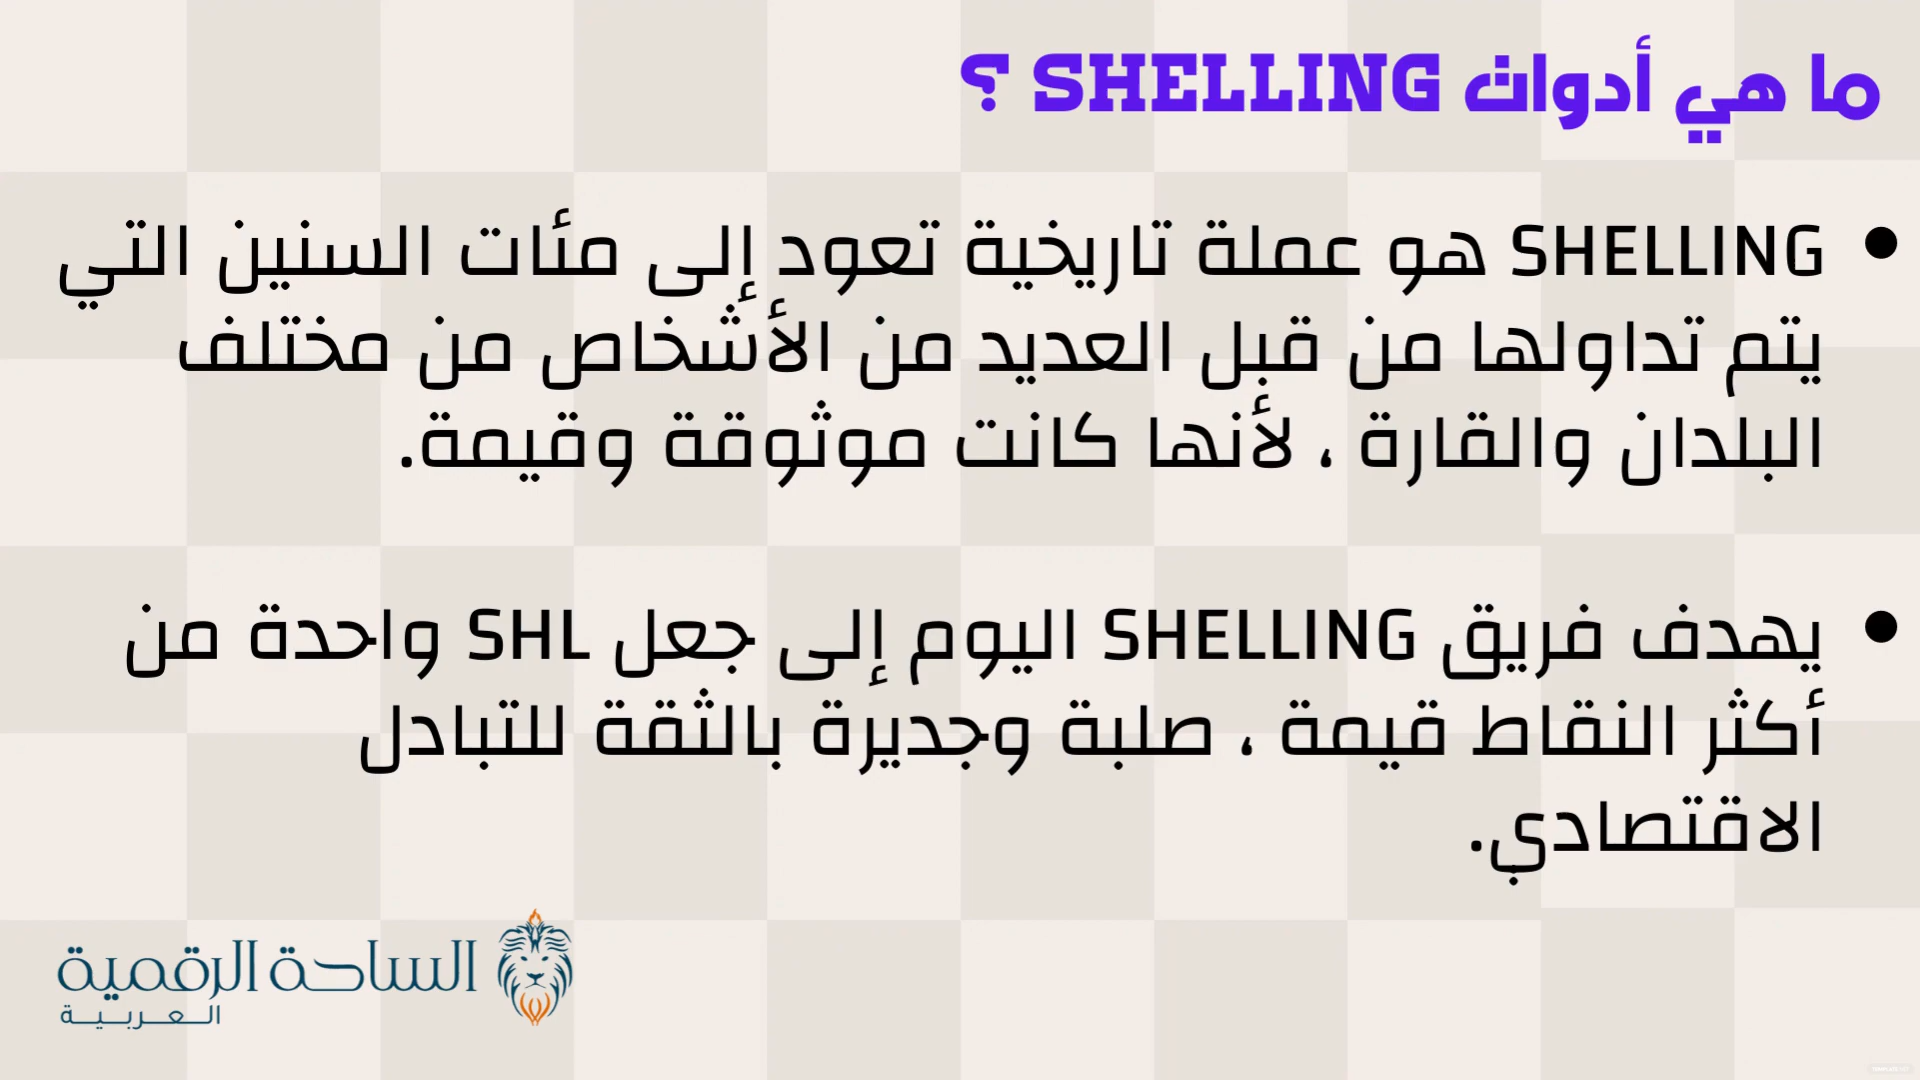 ما هي أدوات SHELLING ؟
SHELLING هو عملة تاريخية تعود إلى مئات السنين التي
يتم تداولها من قبل العديد من الأشخاص من مختلف
البلدان والقارة ، لأنها كانت موثوقة وقيمة.
يهدف فريق SHELLING اليوم إلى جعل SHL واحدة من
أكثر النقاط قيمة ، صلبة وجديرة بالثقة للتبادل
الاقتصادي.
الساحة الرقمية
العربية